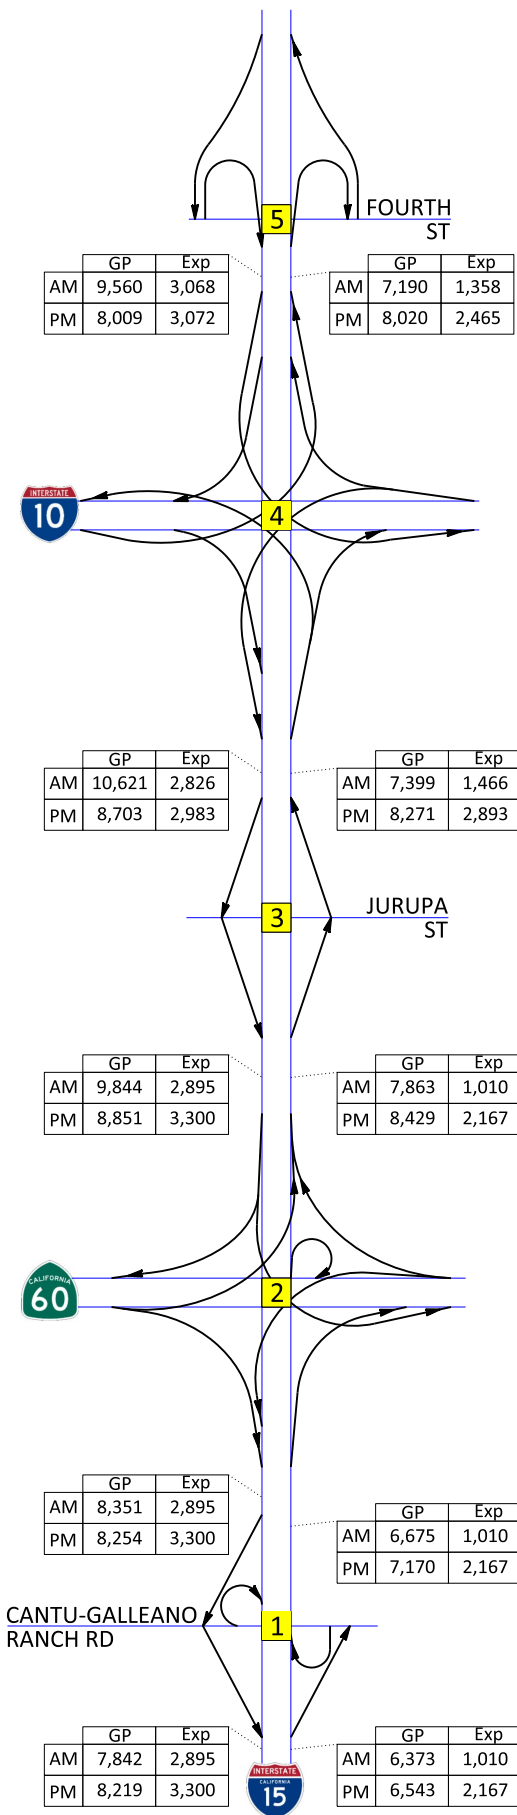 5
FOURTH
ST
GP Exp
AM 9,560 3,068
PM 8,009 3,072
GP Exp
AM 7,190 1,358
PM 8,020 2,465
INTERSTATE
10
4
GP Exp
AM 10,621 2,826
PM 8,703 2,983
GP Exp
AM 7,399 1,466
PM 8,271 2,893
3
JURUPA
ST
GP Exp
AM 9,844 2,895
PM 8,851 3,300
GP Exp
AM 7,863 1,010
PM 8,429 2,167
CALIFORNIA
60
2
GP Exp
AM 8,351 2,895
PM 8,254 3,300
GP Exp
AM 6,675 1,010
PM 7,170 2,167
CANTU-GALLEANO
RANCH RD
1
GP Exp
AM 7,842 2,895
PM 8,219 3,300
GP Exp
AM 6,373 1,010
PM 6,543 2,167
INTERSTATE
CALIFORNIA
15